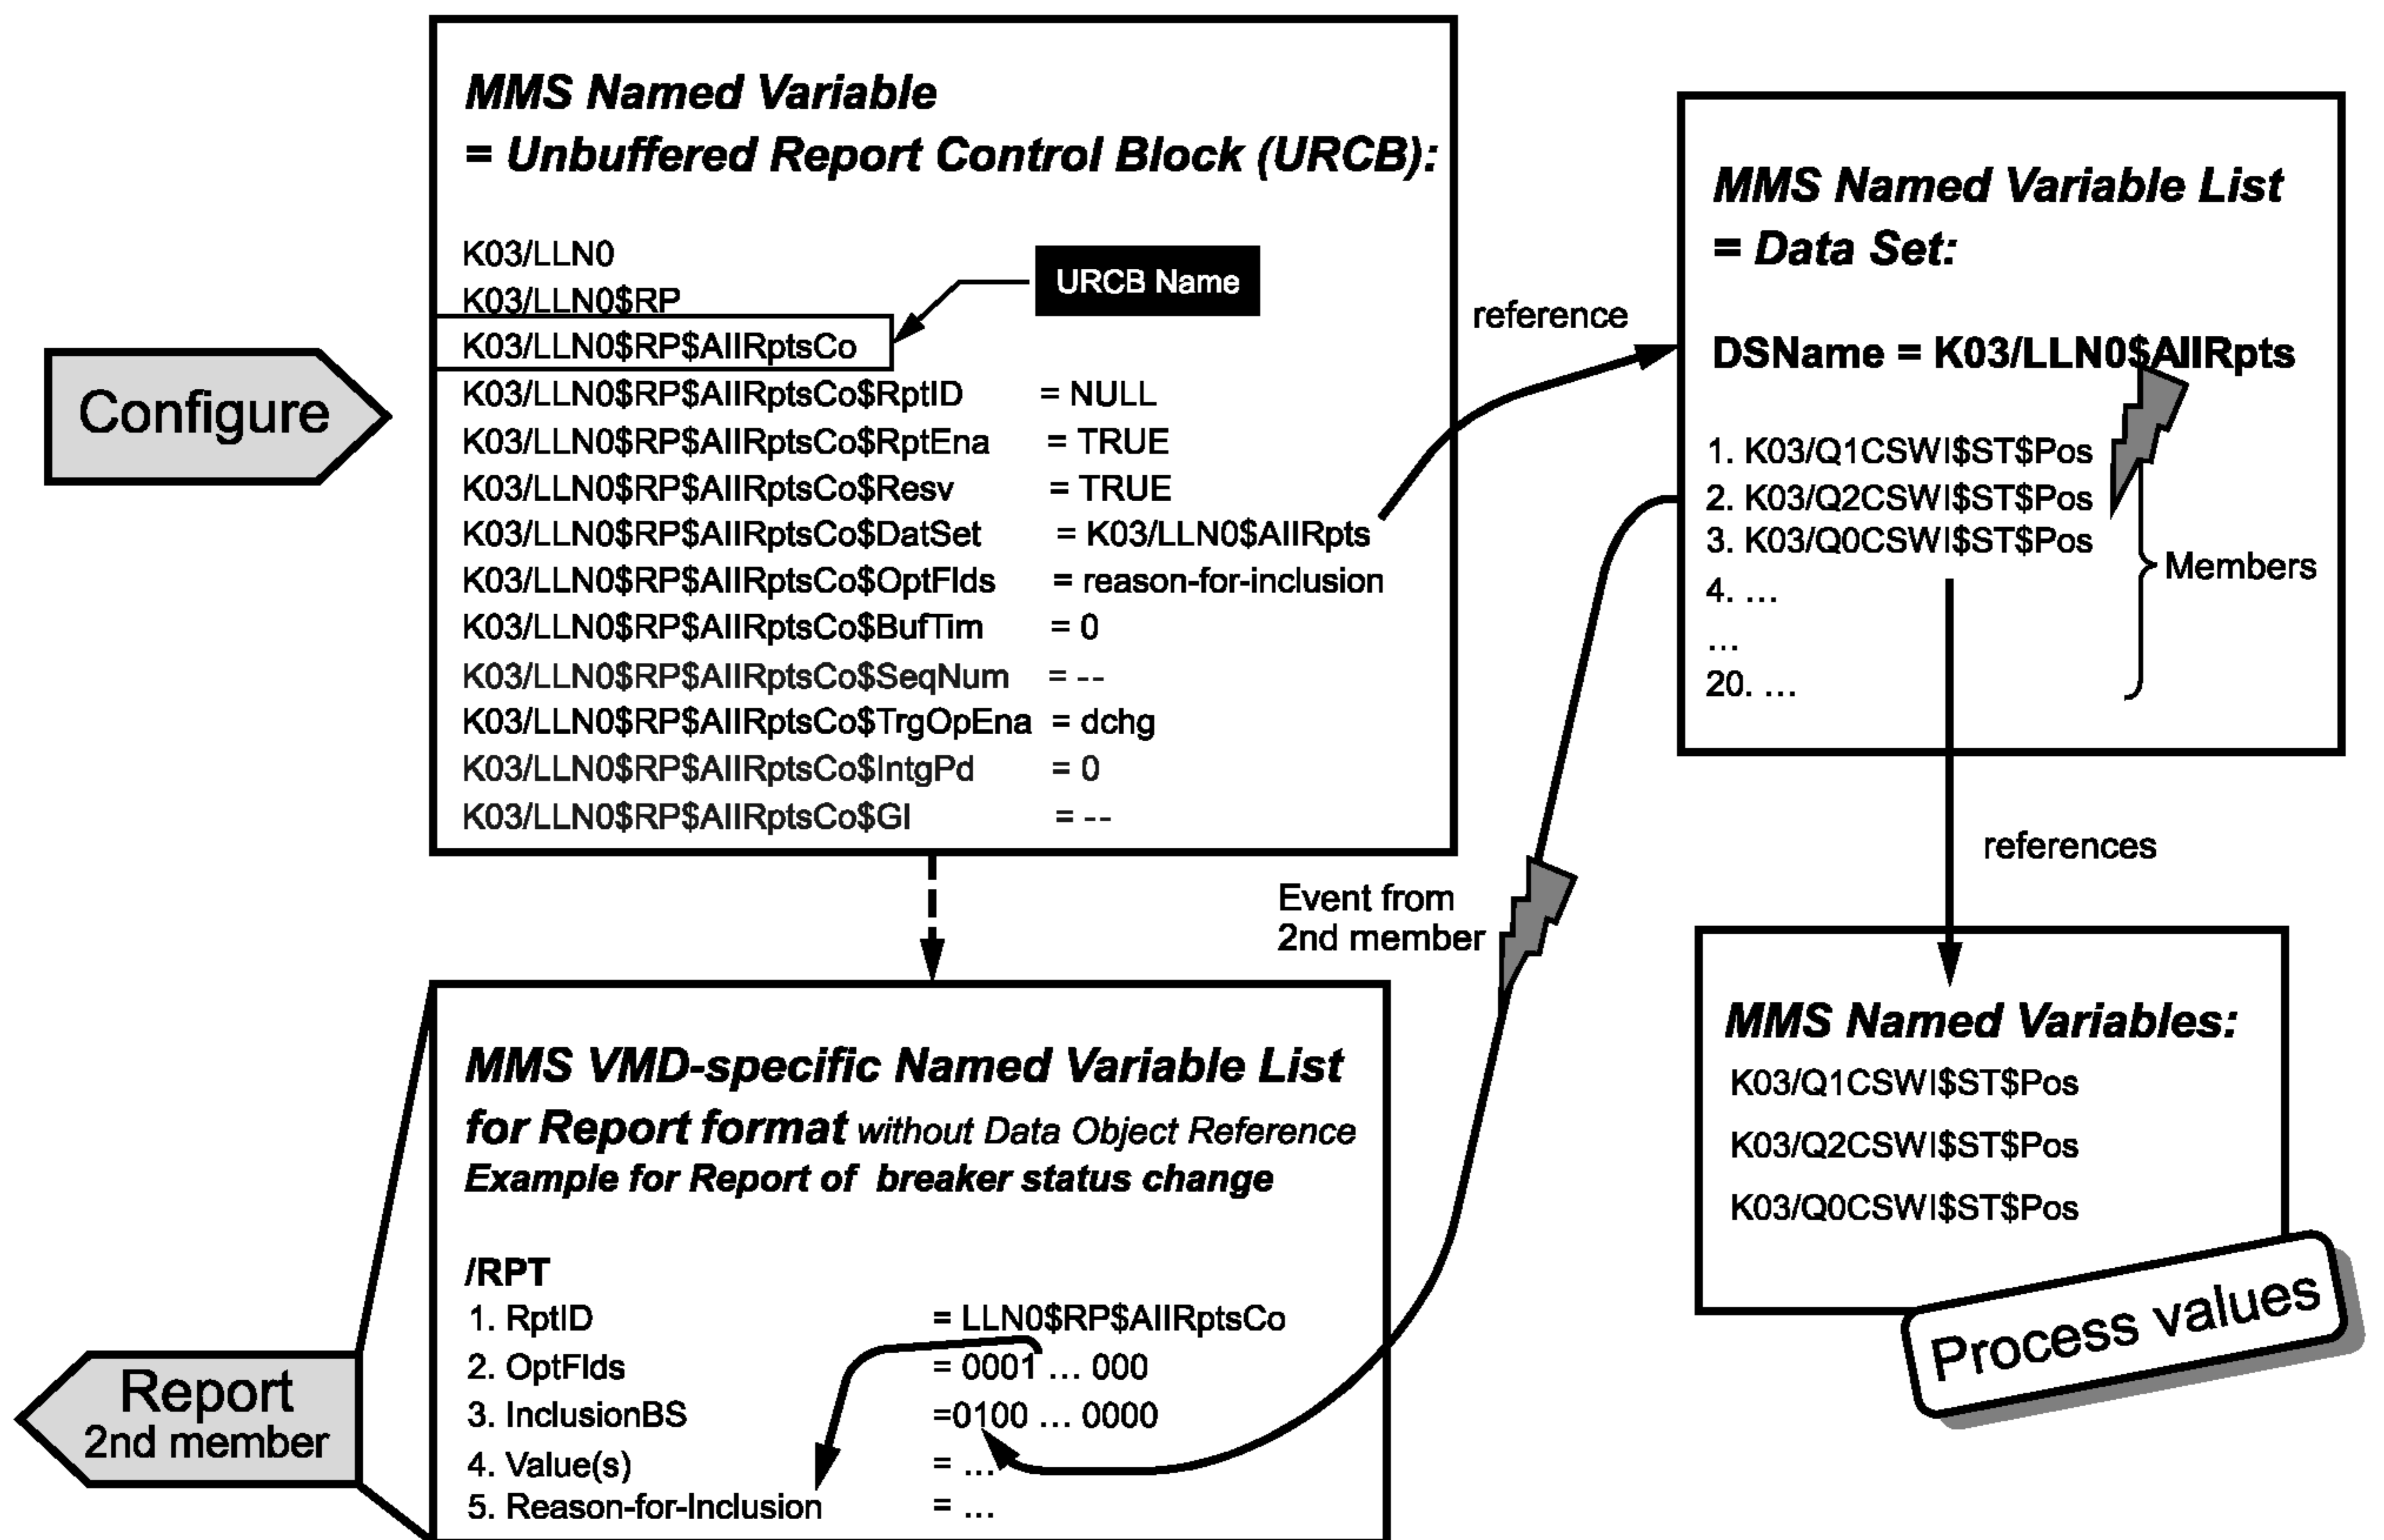 MMS Named Variable
= Unbuffered Report Control Block (URCB):
K03/LLN0
K03/LLN0$RP
URCB Name
K03/LLN0$RP$AllRptsCo
K03/LLN0$RP$AllRptsCo$RptID = NULL
K03/LLN0$RP$AllRptsCo$RptEna = TRUE
K03/LLN0$RP$AllRptsCo$Resv = TRUE
K03/LLN0$RP$AllRptsCo$DatSet = K03/LLN0$AllRpts
K03/LLN0$RP$AllRptsCo$OptFlds = reason-for-inclusion
K03/LLN0$RP$AllRptsCo$BufTim = 0
K03/LLN0$RP$AllRptsCo$SeqNum = --
K03/LLN0$RP$AllRptsCo$TrgOpEna = dchg
K03/LLN0$RP$AllRptsCo$IntgPd = 0
K03/LLN0$RP$AllRptsCo$GI = --
Configure
reference
MMS Named Variable List
= Data Set:
DSName = K03/LLN0$AllRpts
1. K03/Q1CSWI$ST$Pos
2. K03/Q2CSWI$ST$Pos
3. K03/Q0CSWI$ST$Pos
4. ...
...
20. ...
Members
references
Event from
2nd member
MMS Named Variables:
K03/Q1CSWI$ST$Pos
K03/Q2CSWI$ST$Pos
K03/Q0CSWI$ST$Pos
Process values
MMS VMD-specific Named Variable List
for Report format without Data Object Reference
Example for Report of breaker status change
/RPT
1. RptID = LLN0$RP$AllRptsCo
2. OptFlds = 0001 ... 000
3. InclusionBS =0100 ... 0000
4. Value(s) = ...
5. Reason-for-Inclusion = ...
Report
2nd member